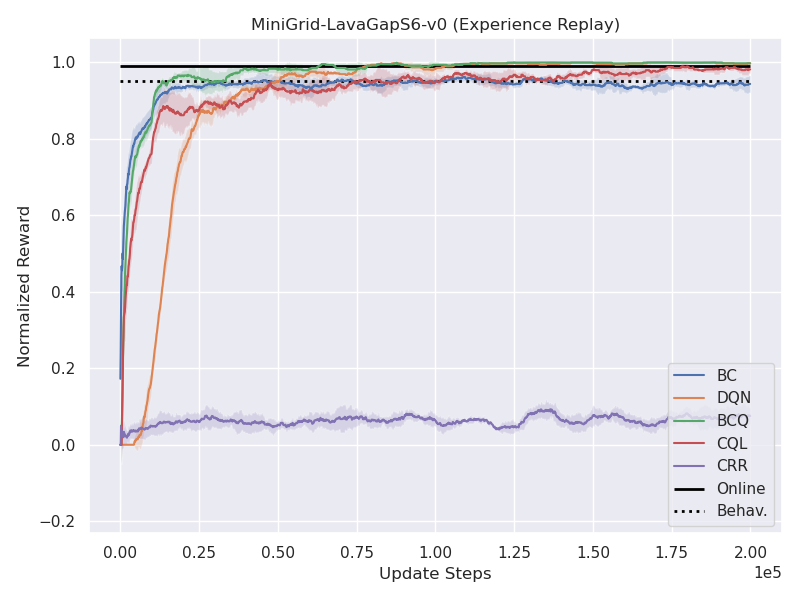 MiniGrid-LavaGapS6-v0 (Experience Replay)
Normalized Reward
1.0
0.8
0.6
0.4
0.2
0.0
−0.2
BC
DQN
BCQ
CQL
CRR
Online
Behav.
0.00 0.25 0.50 0.75 1.00 1.25 1.50 1.75 2.00
1e5
Update Steps